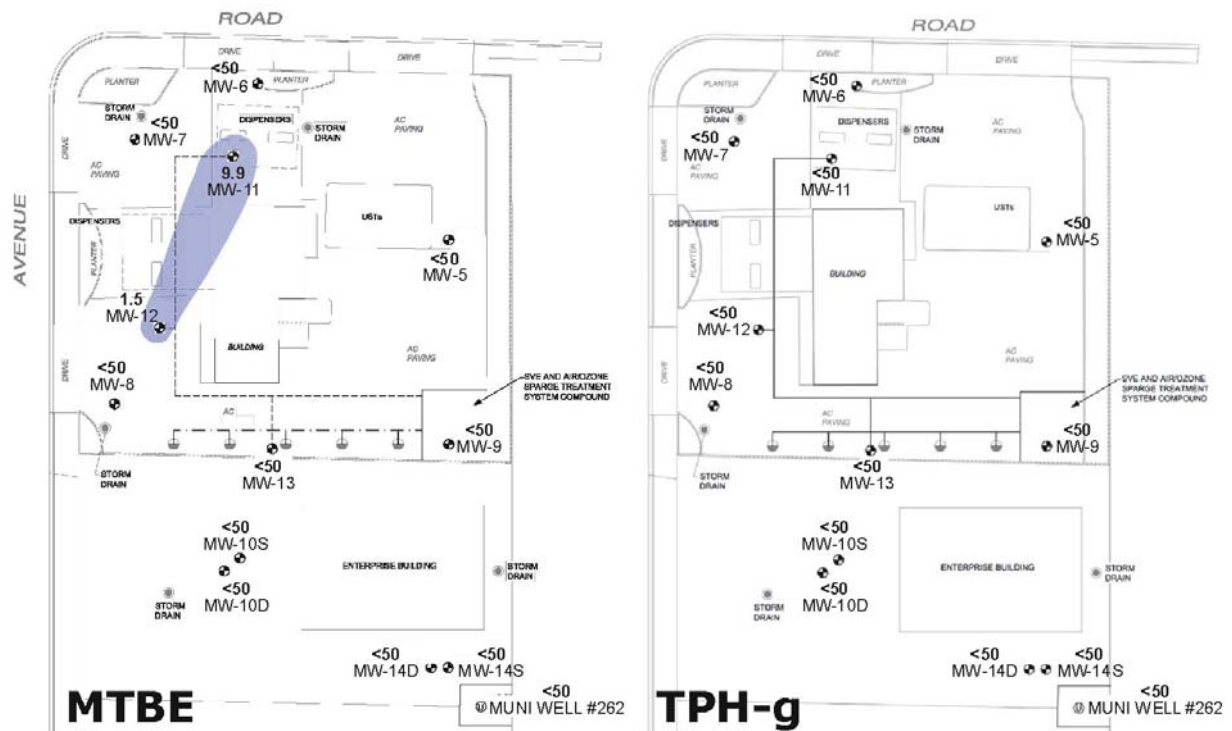 ROAD
DRIVE
DRIVE
<50
MW-6
PLANTER
PLANTER
STORM
DRAIN
DISPENSERS
STORM
DRAIN
AC
PAVING
<50
MW-7
DRIVE
AC
PAVING
9.9
MW-11
USTs
AVENUE
DISPENSERS
PLANTER
<50
MW-5
1.5
MW-12
BUILDING
AC
PAVING
DRIVE
<50
MW-8
SVE AND AIR/OZONE
SPARGE TREATMENT
SYSTEM COMPOUND
AC
<50
MW-9
STORM
DRAIN
<50
MW-13
<50
MW-10S
<50
MW-10D
ENTERPRISE BUILDING
STORM
DRAIN
STORM
DRAIN
<50
MW-14D
<50
MW-14S
<50
MUNI WELL #262
MTBE
ROAD
DRIVE
DRIVE
<50
MW-6
PLANTER
PLANTER
STORM
DRAIN
DISPENSERS
STORM
DRAIN
AC
PAVING
<50
MW-7
DRIVE
AC
PAVING
<50
MW-11
USTs
DISPENSERS
PLANTER
<50
MW-5
BUILDING
<50
MW-12
AC
PAVING
DRIVE
<50
MW-8
SVE AND AIR/OZONE
SPARGE TREATMENT
SYSTEM COMPOUND
AC
PAVING
<50
MW-9
STORM
DRAIN
<50
MW-13
<50
MW-10S
<50
MW-10D
ENTERPRISE BUILDING
STORM
DRAIN
STORM
DRAIN
<50
MW-14D
<50
MW-14S
<50
MUNI WELL #262
TPH-g